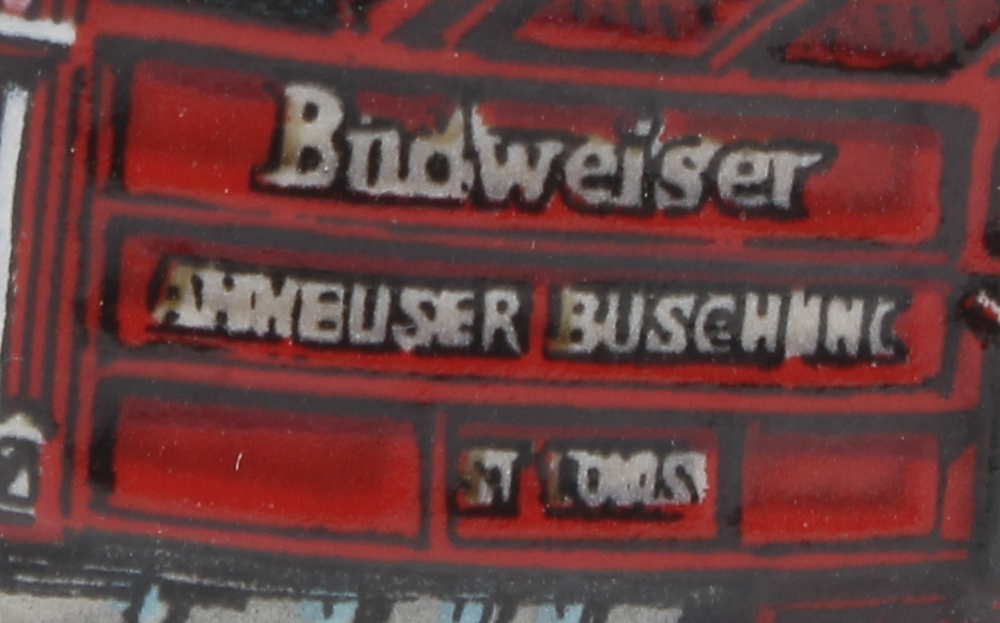 Budweiser
ANHEUSER BUSCH INC
ST LOUIS